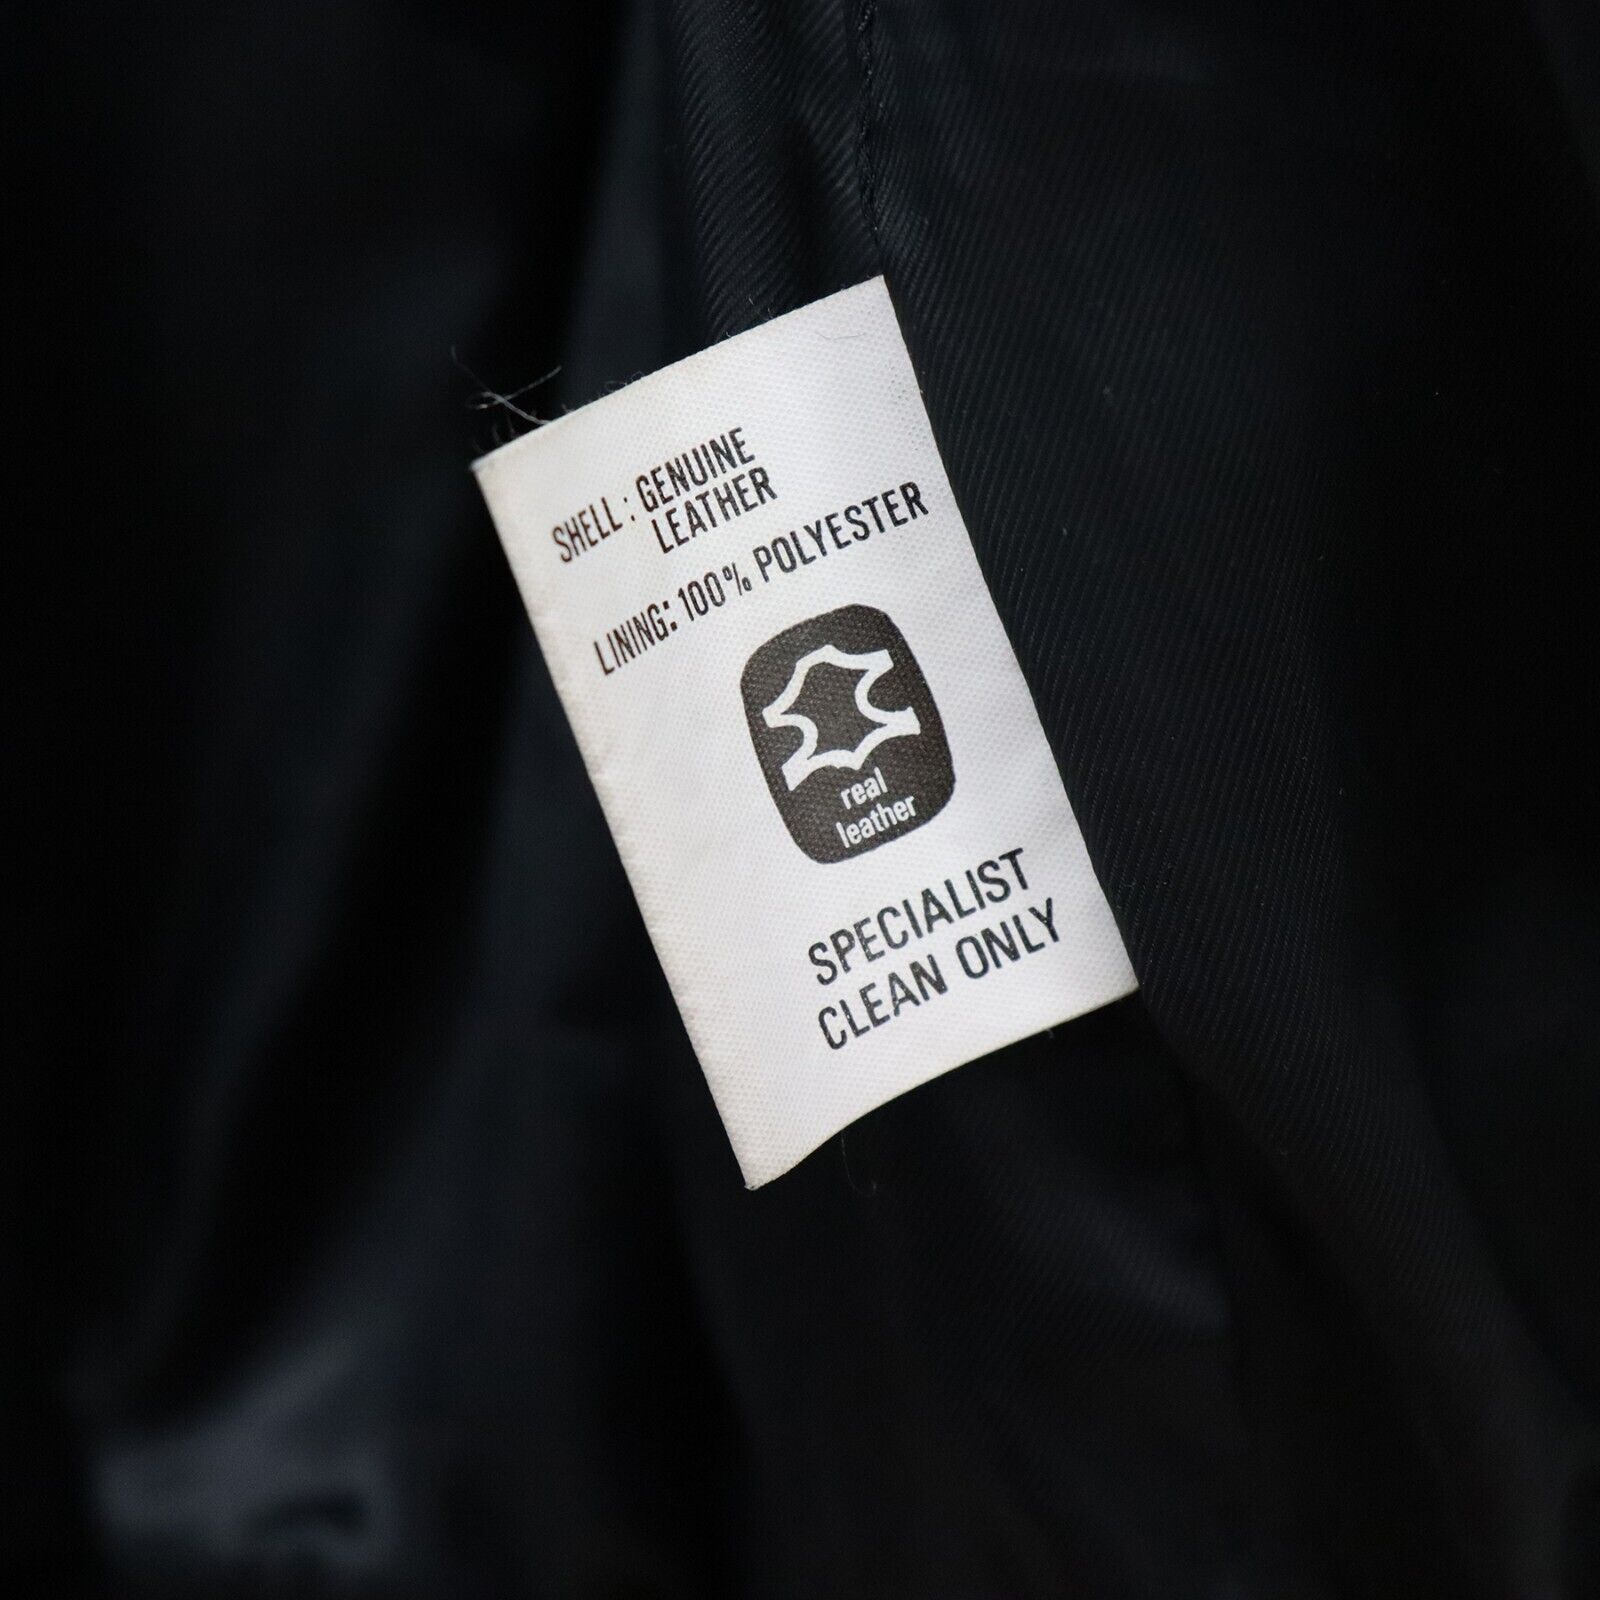 SHELL : GENUINE
LEATHER
LINING: 100% POLYESTER
real
leather
SPECIALIST
CLEAN ONLY